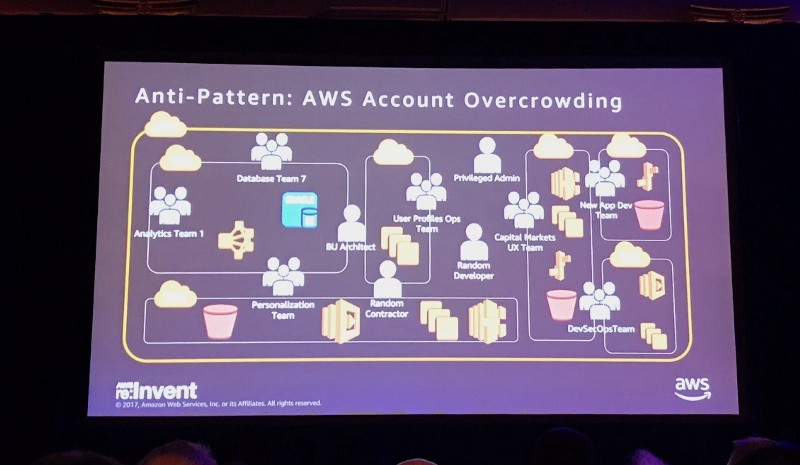 Anti-Pattern: AWS Account Overcrowding
Database Team 7
Privileged Admin
Analytics Team 1
User Profiles Ops
Team
New App Dev
Team
BU Architect
Capital Markets
UX Team
Random
Developer
Personalization
Team
Random
Contractor
DevSecOpsTeam
AWS
re:Invent
© 2017, Amazon Web Services, Inc. or its Affiliates. All rights reserved.
aws